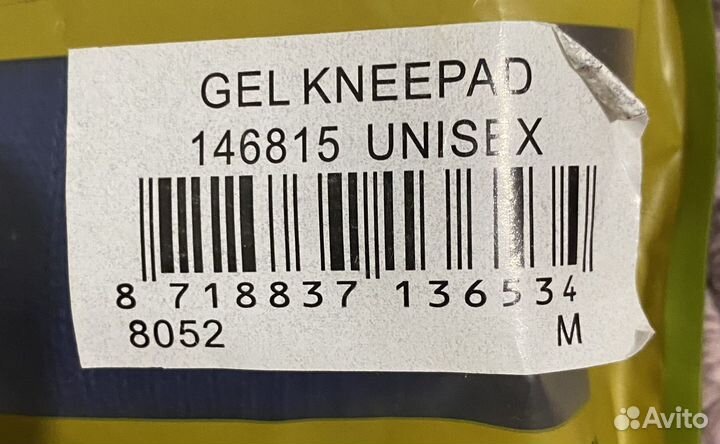 GEL KNEEPAD
146815 UNISEX
8 718837 136534
8052 M
Avito